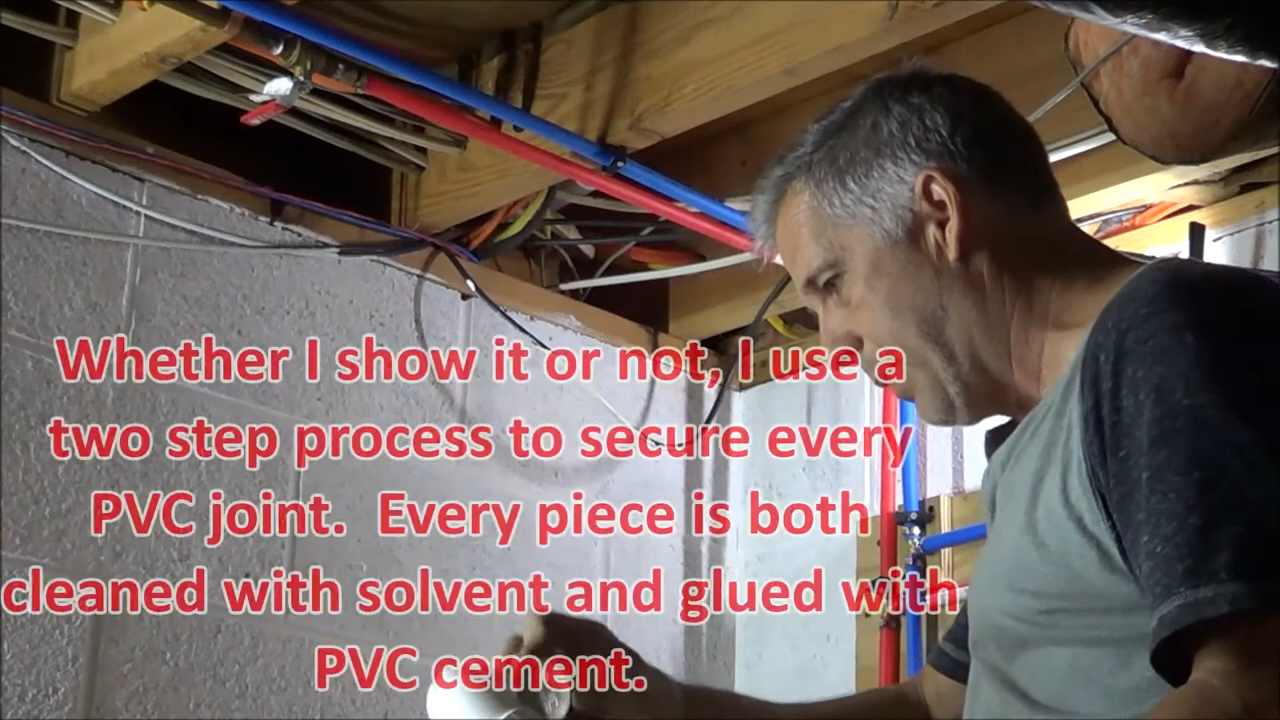 Whether I show it or not, I use a
two step process to secure every
PVC joint.  Every piece is both
cleaned with solvent and glued with
PVC cement.